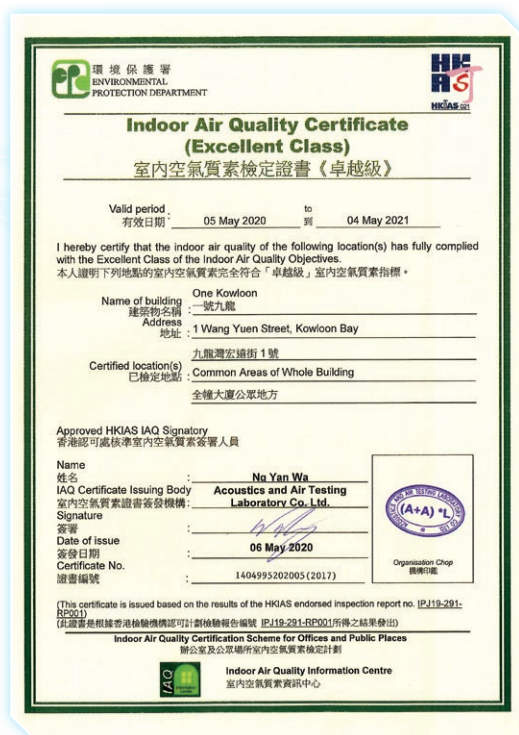 環境保護署
ENVIRONMENTAL
PROTECTION DEPARTMENT
HK
AS
HKIAS 021
Indoor Air Quality Certificate
(Excellent Class)
室內空氣質素檢定證書《卓越級》
Valid period : to
有效日期 05 May 2020 到 04 May 2021
I hereby certify that the indoor air quality of the following location(s) has fully complied
with the Excellent Class of the Indoor Air Quality Objectives.
本人證明下列地點的室內空氣質素完全符合「卓越級」室內空氣質素指標。
Name of building One Kowloon
建築物名稱 : 一號九龍
Address
地址 : 1 Wang Yuen Street, Kowloon Bay
九龍灣宏遠街 1 號
Certified location(s)
已檢定地點 : Common Areas of Whole Building
全幢大廈公眾地方
Approved HKIAS IAQ Signatory
香港認可處核準室內空氣質素簽署人員
Name
姓名 : Ng Yan Wa
IAQ Certificate Issuing Body Acoustics and Air Testing
室內空氣質素證書簽發機構 : Laboratory Co. Ltd.
Signature
簽署 :
Date of issue
簽發日期 : 06 May 2020
Certificate No.
證書編號 : 1404995202005(2017)
ACOUSTICS AND AIR TESTING LABORATORY CO. LTD.
(A+A) *L
Organisation Chop
機構印鑑
(This certificate is issued based on the results of the HKIAS endorsed inspection report no. IPJ19-291-
RP001)
(此證書是根據香港檢驗機構認可計劃檢驗報告編號 IPJ19-291-RP001所得之結果發出)
Indoor Air Quality Certification Scheme for Offices and Public Places
辦公室及公眾場所室內空氣質素檢定計劃
IAQ
Indoor Air Quality Information Centre
室內空氣質素資訊中心